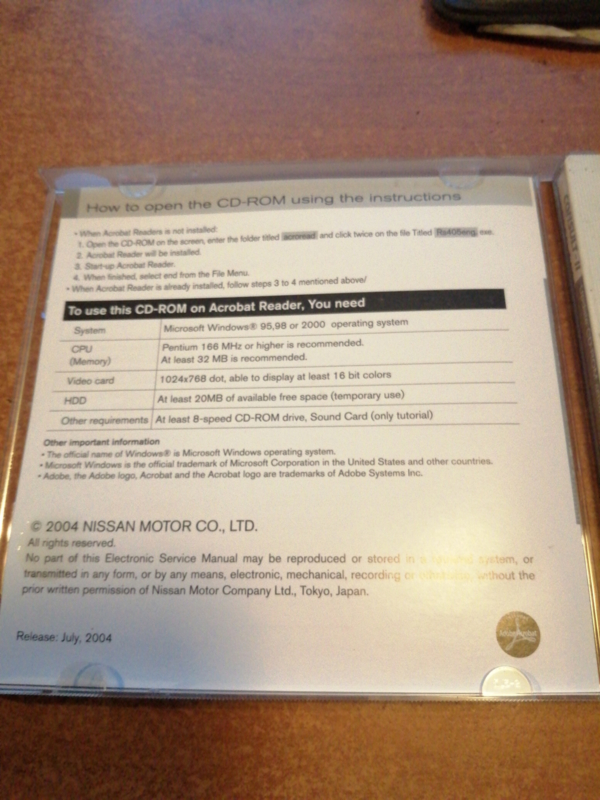 How to open the CD-ROM using the instructions
• When Acrobat Readers is not installed:
1. Open the CD-ROM on the screen, enter the folder titled acroread and click twice on the file Titled Rs405eng. exe.
2. Acrobat Reader will be installed.
3. Start-up Acrobat Reader.
4. When finished, select end from the File Menu.
• When Acrobat Reader is already installed, follow steps 3 to 4 mentioned above/
To use this CD-ROM on Acrobat Reader, You need
System Microsoft Windows® 95,98 or 2000 operating system
CPU Pentium 166 MHz or higher is recommended.
(Memory) At least 32 MB is recommended.
Video card 1024x768 dot, able to display at least 16 bit colors
HDD At least 20MB of available free space (temporary use)
Other requirements At least 8-speed CD-ROM drive, Sound Card (only tutorial)
Other important information
• The official name of Windows® is Microsoft Windows operating system.
• Microsoft Windows is the official trademark of Microsoft Corporation in the United States and other countries.
• Adobe, the Adobe logo, Acrobat and the Acrobat logo are trademarks of Adobe Systems Inc.
© 2004 NISSAN MOTOR CO., LTD.
All rights reserved.
No part of this Electronic Service Manual may be reproduced or stored in a system, or
transmitted in any form, or by any means, electronic, mechanical, recording or without the
prior written permission of Nissan Motor Company Ltd., Tokyo, Japan.
Release: July, 2004